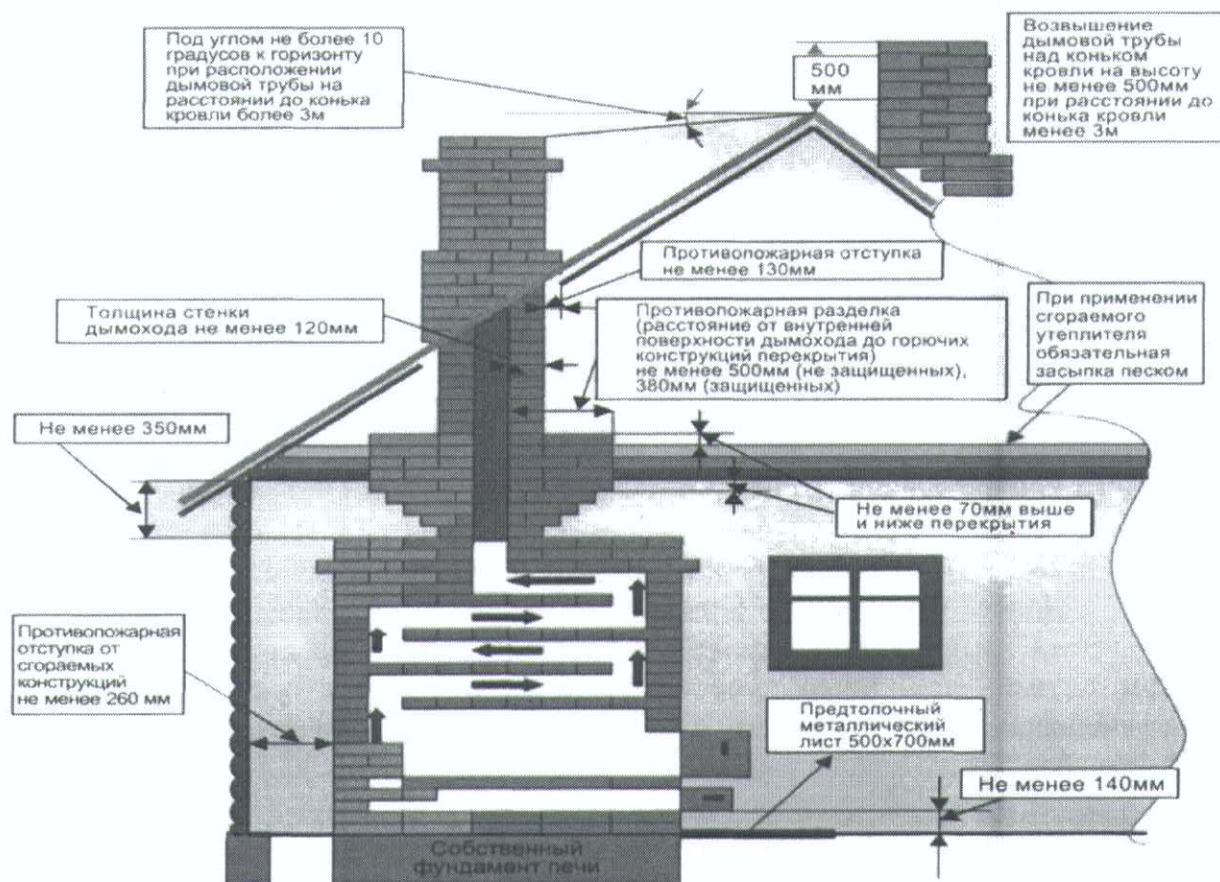 Под углом не более 10
градусов к горизонту
при расположении
дымовой трубы на
расстоянии до конька
кровли более 3м
500
мм
Возвышение
дымовой трубы
над коньком
кровли на высоту
не менее 500мм
при расстоянии до
конька кровли
менее 3м
Противопожарная отступка
не менее 130мм
Толщина стенки
дымохода не менее 120мм
Противопожарная разделка
(расстояние от внутренней
поверхности дымохода до горючих
конструкций перекрытия)
не менее 500мм (не защищенных),
380мм (защищенных)
При применении
сгораемого
утеплителя
обязательная
засыпка песком
Не менее 350мм
Не менее 70мм выше
и ниже перекрытия
Противопожарная
отступка от
сгораемых
конструкций
не менее 260 мм
Предтопочный
металлический
лист 500х700мм
Не менее 140мм
Собственный
фундамент печи